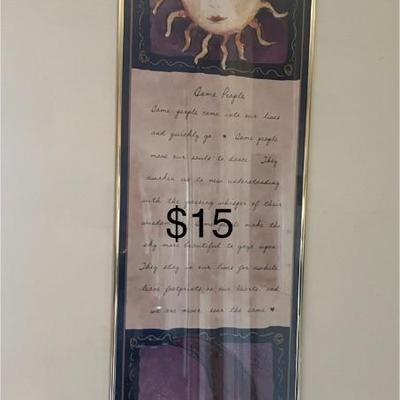 Some People
Some people come into our lives
and quickly go. • Some people
move our souls to dance. They
awaken us to new understanding
with the passing whisper of their
wisdom. Some people make the
$15
sky more beautiful to gaze upon.
They stay in our lives for awhile,
leave footprints on our hearts, and
we are never ever the same ♥